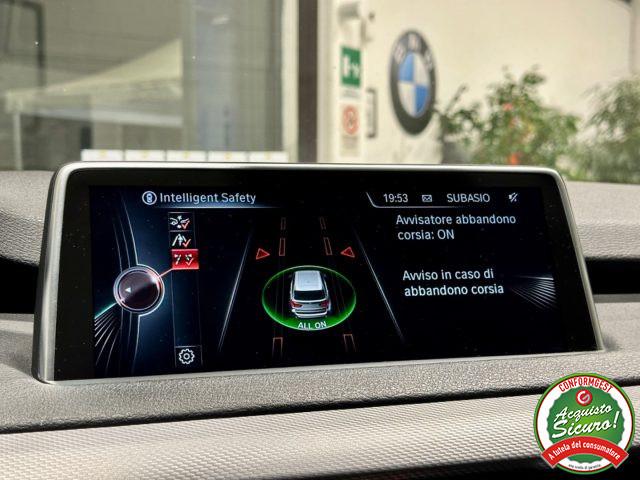 BMW
Intelligent Safety
19:53 SUBASIO
Avvisatore abbandono
corsia: ON
Avviso in caso di
abbandono corsia
ALL ON
CONFORMGEST
Acquisto
Sicuro!
A tutela del consumatore